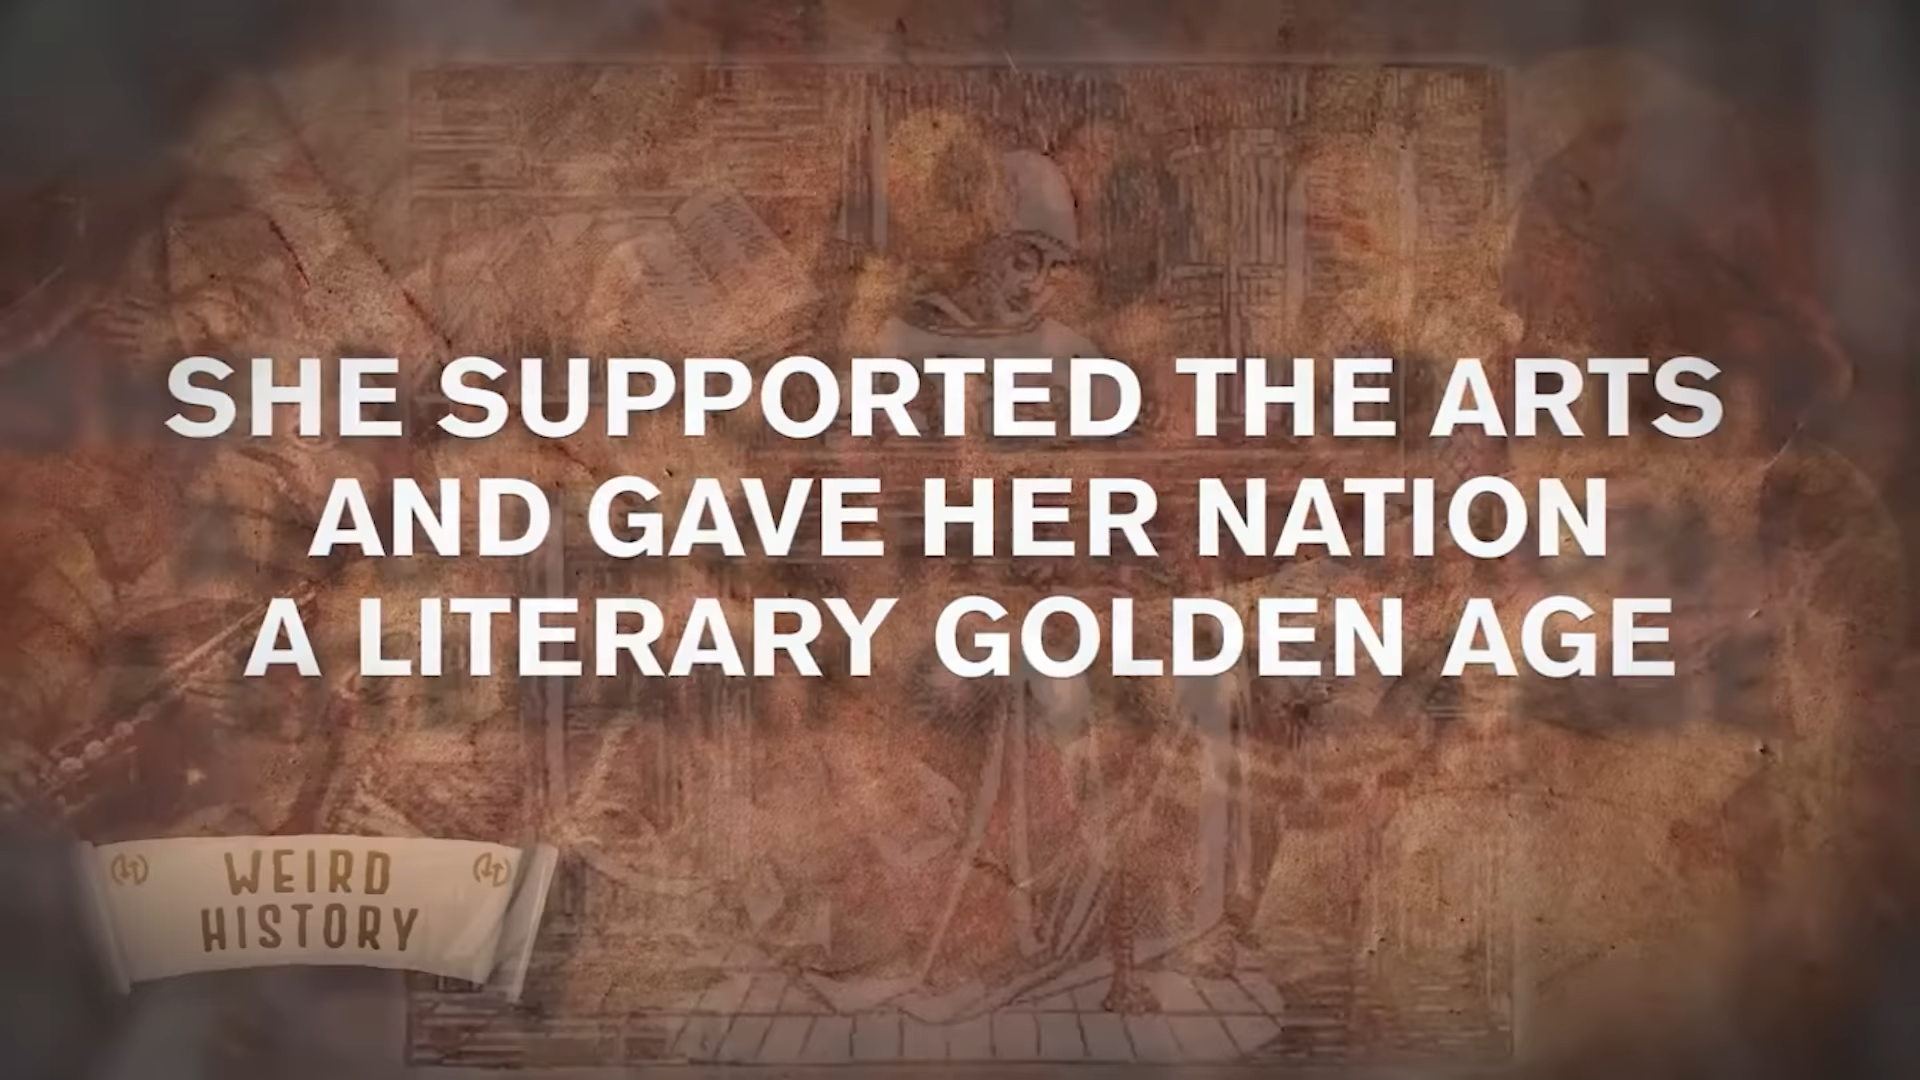 SHE SUPPORTED THE ARTS
AND GAVE HER NATION
A LITERARY GOLDEN AGE
WEIRD
HISTORY